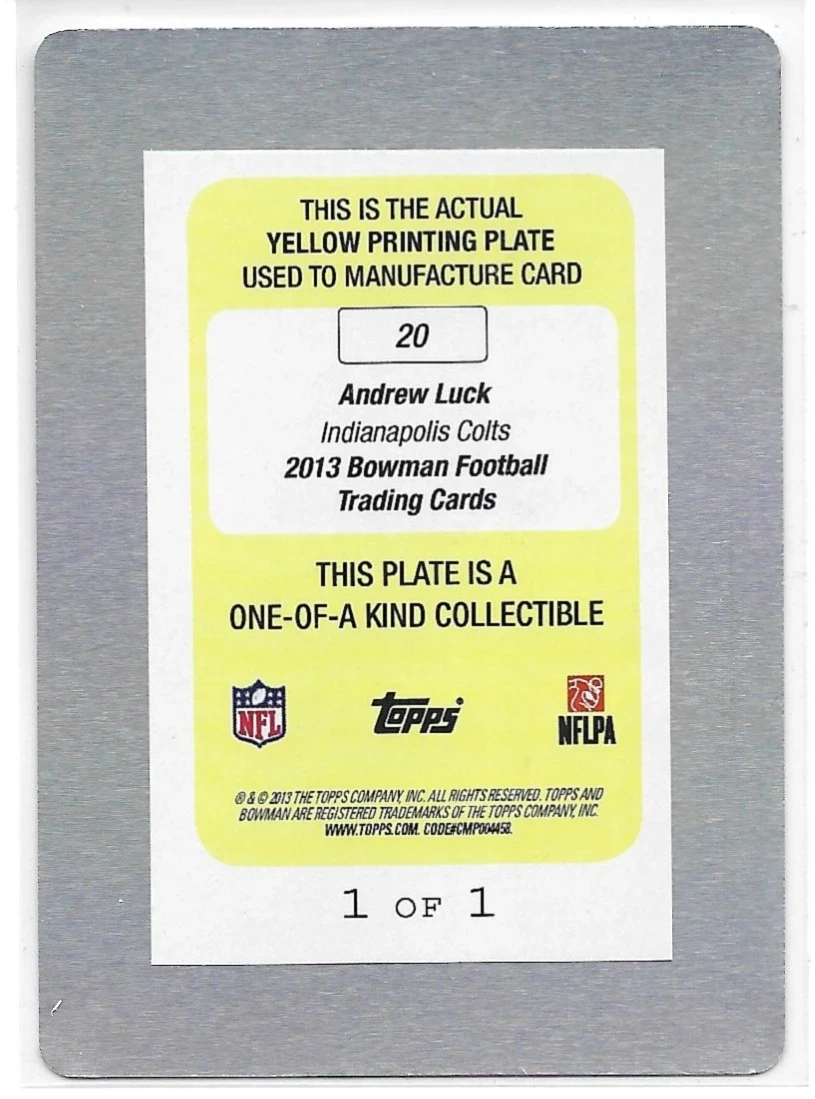 THIS IS THE ACTUAL
YELLOW PRINTING PLATE
USED TO MANUFACTURE CARD
20
Andrew Luck
Indianapolis Colts
2013 Bowman Football
Trading Cards
THIS PLATE IS A
ONE-OF-A KIND COLLECTIBLE
NFL
Topps
NFLPA
® & © 2013 THE TOPPS COMPANY, INC. ALL RIGHTS RESERVED. TOPPS AND
BOWMAN ARE REGISTERED TRADEMARKS OF THE TOPPS COMPANY, INC.
WWW.TOPPS.COM. CODE#CMP004458.
1 OF 1